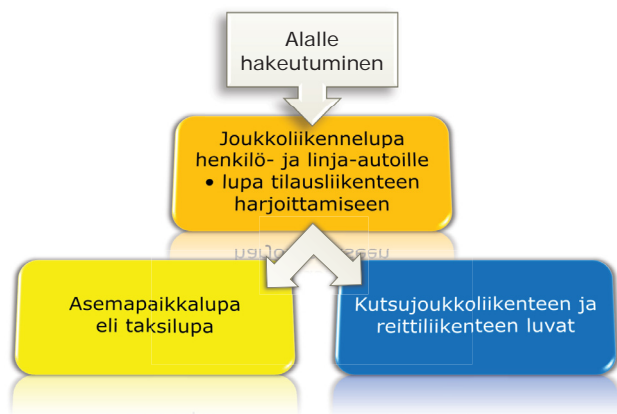 Alalle
hakeutuminen
Joukkoliikennelupa
henkilö- ja linja-autoille
• lupa tilausliikenteen
harjoittamiseen
Asemapaikkalupa
eli taksilupa
Kutsujoukkoliikenteen ja
reittiliikenteen luvat